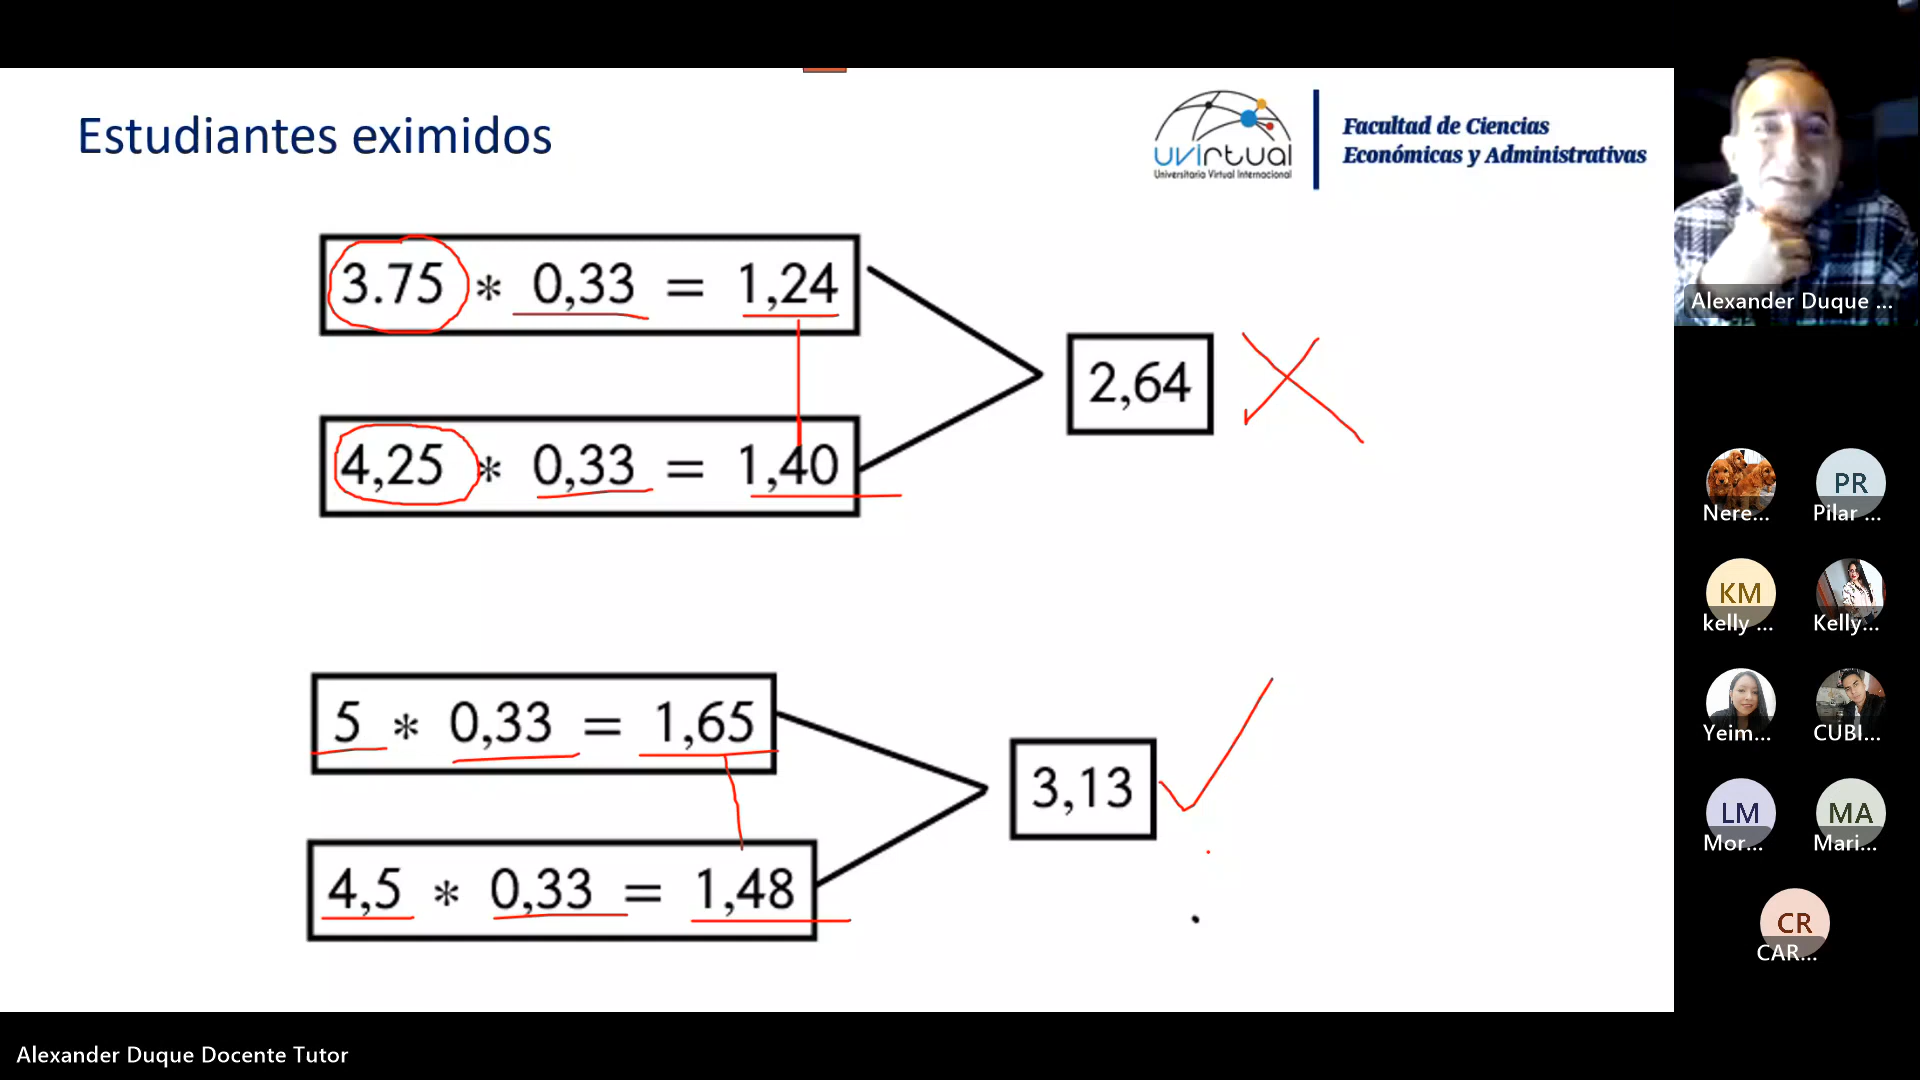 Estudiantes eximidos
uvirtual
Universitaria Virtual Internacional
Facultad de Ciencias
Económicas y Administrativas
3.75 * 0,33 = 1,24
4,25 * 0,33 = 1,40
2,64
5 * 0,33 = 1,65
4,5 * 0,33 = 1,48
3,13
Alexander Duque ...
Nere...
PR
Pilar ...
KM
kelly ...
Kelly...
Yeim...
CUBI...
LM
Mor...
MA
Mari...
CR
CAR...
Alexander Duque Docente Tutor